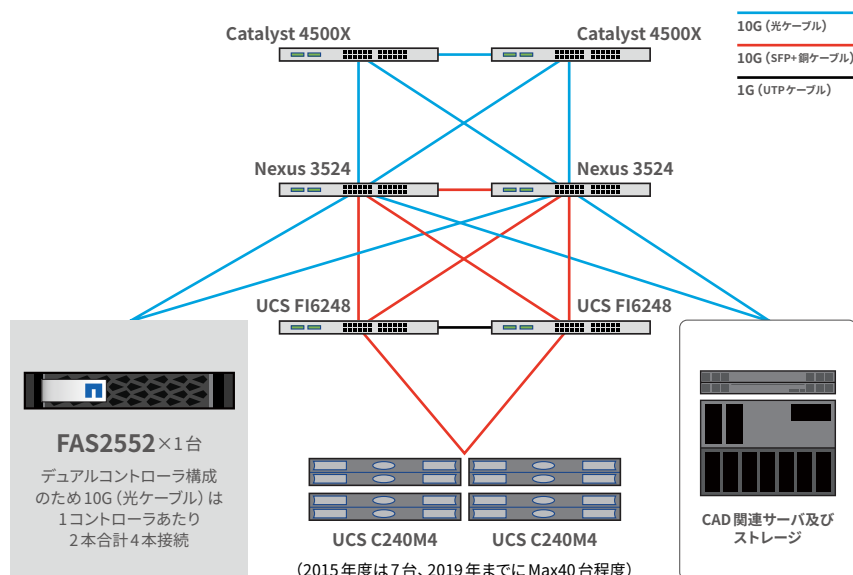 Catalyst 4500X
Catalyst 4500X
10G（光ケーブル）
10G（SFP+銅ケーブル）
1G（UTPケーブル）
Nexus 3524
Nexus 3524
UCS FI6248
UCS FI6248
FAS2552×1台
デュアルコントローラ構成
のため10G（光ケーブル）は
1コントローラあたり
2本合計4本接続
UCS C240M4
UCS C240M4
（2015年度は7台、2019年までにMax40台程度）
CAD関連サーバ及び
ストレージ